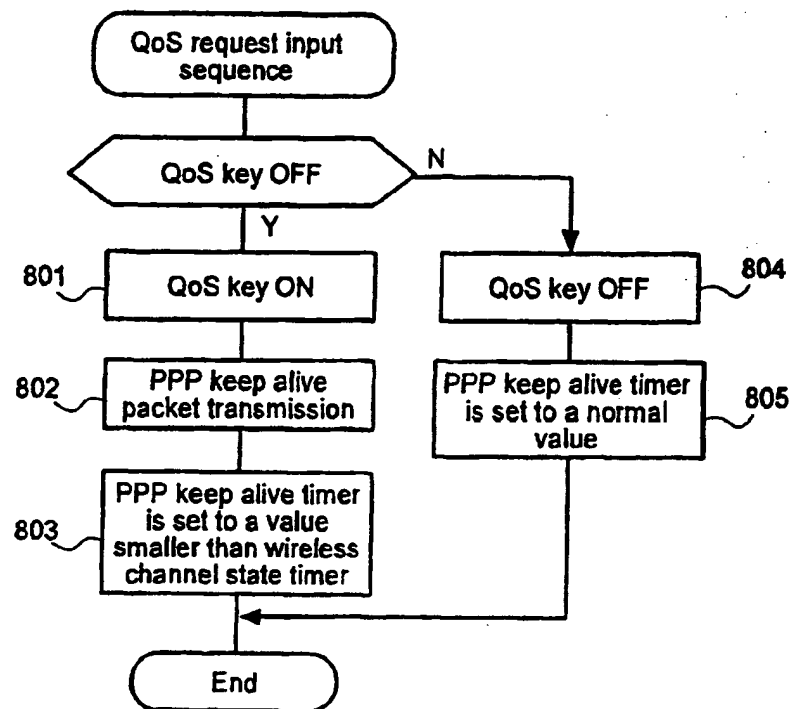 QoS request input
sequence
QoS key OFF
N
Y
801
QoS key ON
QoS key OFF
804
802
PPP keep alive
packet transmission
PPP keep alive timer
is set to a normal
value
805
803
PPP keep alive timer
is set to a value
smaller than wireless
channel state timer
End